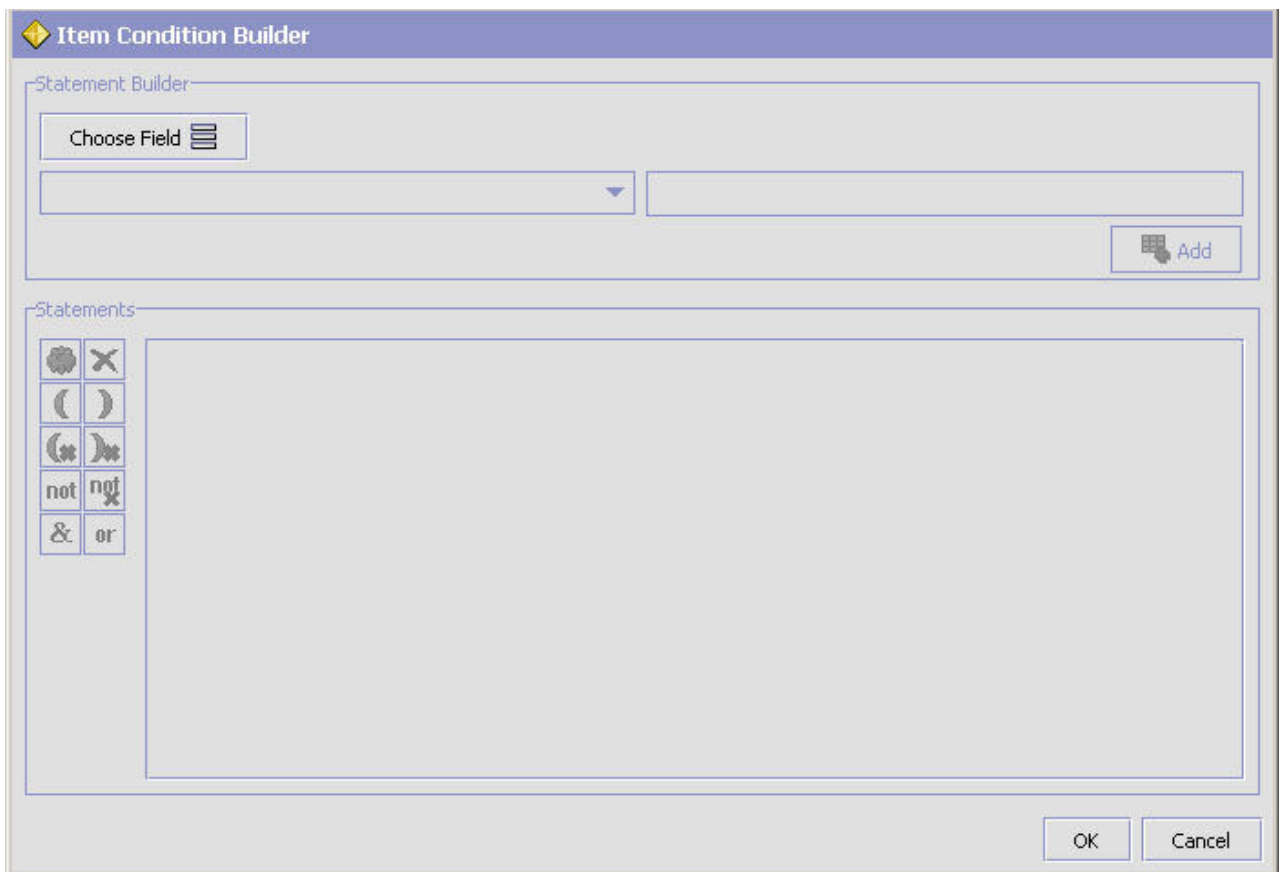 Item Condition Builder
Statement Builder
Choose Field
Add
Statements
( )
( )
not not
& or
OK Cancel